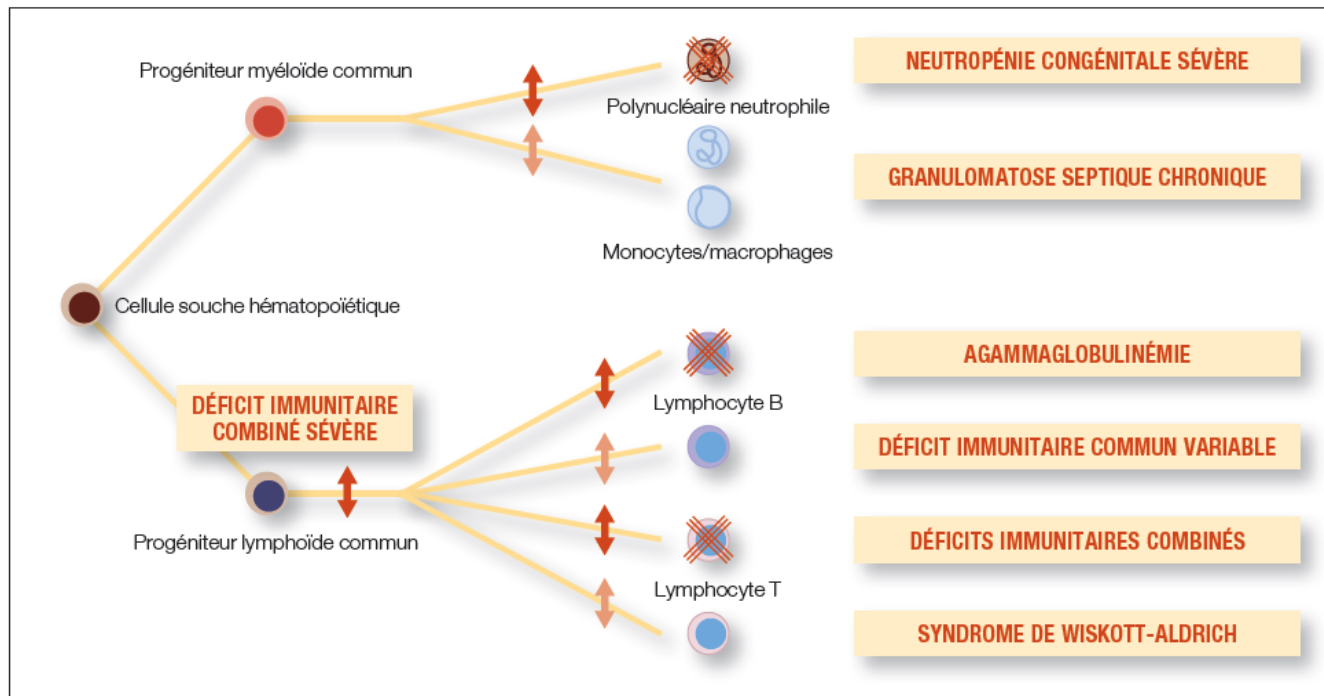 Progéniteur myéloïde commun
NEUTROPÉNIE CONGÉNITALE SÉVÈRE
Polynucléaire neutrophile
GRANULOMATOSE SEPTIQUE CHRONIQUE
Monocytes/macrophages
Cellule souche hématopoïétique
AGAMMAGLOBULINÉMIE
DÉFICIT IMMUNITAIRE
COMBINÉ SÉVÈRE
Lymphocyte B
DÉFICIT IMMUNITAIRE COMMUN VARIABLE
Progéniteur lymphoïde commun
DÉFICITS IMMUNITAIRES COMBINÉS
Lymphocyte T
SYNDROME DE WISKOTT-ALDRICH